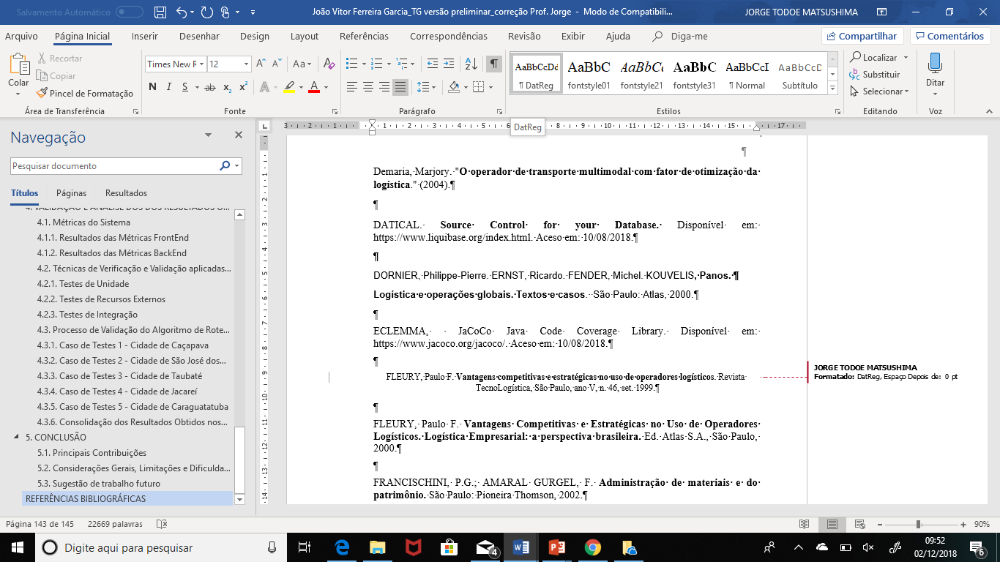 Salvamento Automático
João Vitor Ferreira Garcia_TG versão preliminar_correção Prof. Jorge - Modo de Compatibili...
JORGE TODOE MATSUSHIMA
Arquivo Página Inicial Inserir Desenhar Design Layout Referências Correspondências Revisão Exibir Ajuda Diga-me
Compartilhar Comentários
Colar
Recortar
Copiar
Pincel de Formatação
Área de Transferência
Times New R 12
N I S ab x₂ x²
Fonte
Parágrafo
AaBbCcDd AaBbC AaBbCc AaBbC AaBbCcI AaBbCcD
¶ DatReg fontstyle01 fontstyle21 fontstyle31 ¶ Normal Subtítulo
Estilos
Localizar
Substituir
Selecionar
Editando
Ditar
Voz
DatReg
Navegação
Pesquisar documento
Títulos Páginas Resultados
4. VALIDAÇÃO E ANÁLISE DOS DOS RESULTADOS O...
4.1. Métricas do Sistema
4.1.1. Resultados das Métricas FrontEnd
4.1.2. Resultados das Métricas BackEnd
4.2. Técnicas de Verificação e Validação aplicadas...
4.2.1. Testes de Unidade
4.2.2. Testes de Recursos Externos
4.2.3. Testes de Integração
4.3. Processo de Validação do Algoritmo de Rote...
4.3.1. Caso de Testes 1 - Cidade de Caçapava
4.3.2. Caso de Testes 2 - Cidade de São José dos...
4.3.3. Caso de Testes 3 - Cidade de Taubaté
4.3.4. Caso de Testes 4 - Cidade de Jacareí
4.3.5. Caso de Testes 5 - Cidade de Caraguatatuba
4.3.6. Consolidação dos Resultados Obtidos nos...
5. CONCLUSÃO
5.1. Principais Contribuições
5.2. Considerações Gerais, Limitações e Dificulda...
5.3. Sugestão de trabalho futuro
REFERÊNCIAS BIBLIOGRÁFICAS
¶
Demaria, Marjory. "O operador de transporte multimodal com fator de otimização da
logística." (2004).¶
¶
DATICAL. Source Control for your Database. Disponível em:
https://www.liquibase.org/index.html. Aceso em: 10/08/2018.¶
¶
DORNIER, Philippe-Pierre. ERNST, Ricardo. FENDER, Michel. KOUVELIS, Panos. ¶
Logística e operações globais. Textos e casos. São Paulo: Atlas, 2000.¶
¶
ECLEMMA, JaCoCo Java Code Coverage Library. Disponível em:
https://www.jacoco.org/jacoco/. Aceso em: 10/08/2018.¶
¶
FLEURY, Paulo F. Vantagens competitivas e estratégicas no uso de operadores logísticos. Revista
TecnoLogística, São Paulo, ano V, n. 46, set. 1999.¶
¶
FLEURY, Paulo F. Vantagens Competitivas e Estratégicas no Uso de Operadores
Logísticos. Logística Empresarial: a perspectiva brasileira. Ed. Atlas S.A., São Paulo,
2000.¶
¶
FRANCISCHINI, P.G.; AMARAL GURGEL, F. Administração de materiais e do
patrimônio. São Paulo: Pioneira Thomson, 2002.¶
JORGE TODOE MATSUSHIMA
Formatado: DatReg, Espaço Depois de: 0 pt
Página 143 de 145 22669 palavras
90%
Digite aqui para pesquisar
4
09:52
02/12/2018
6